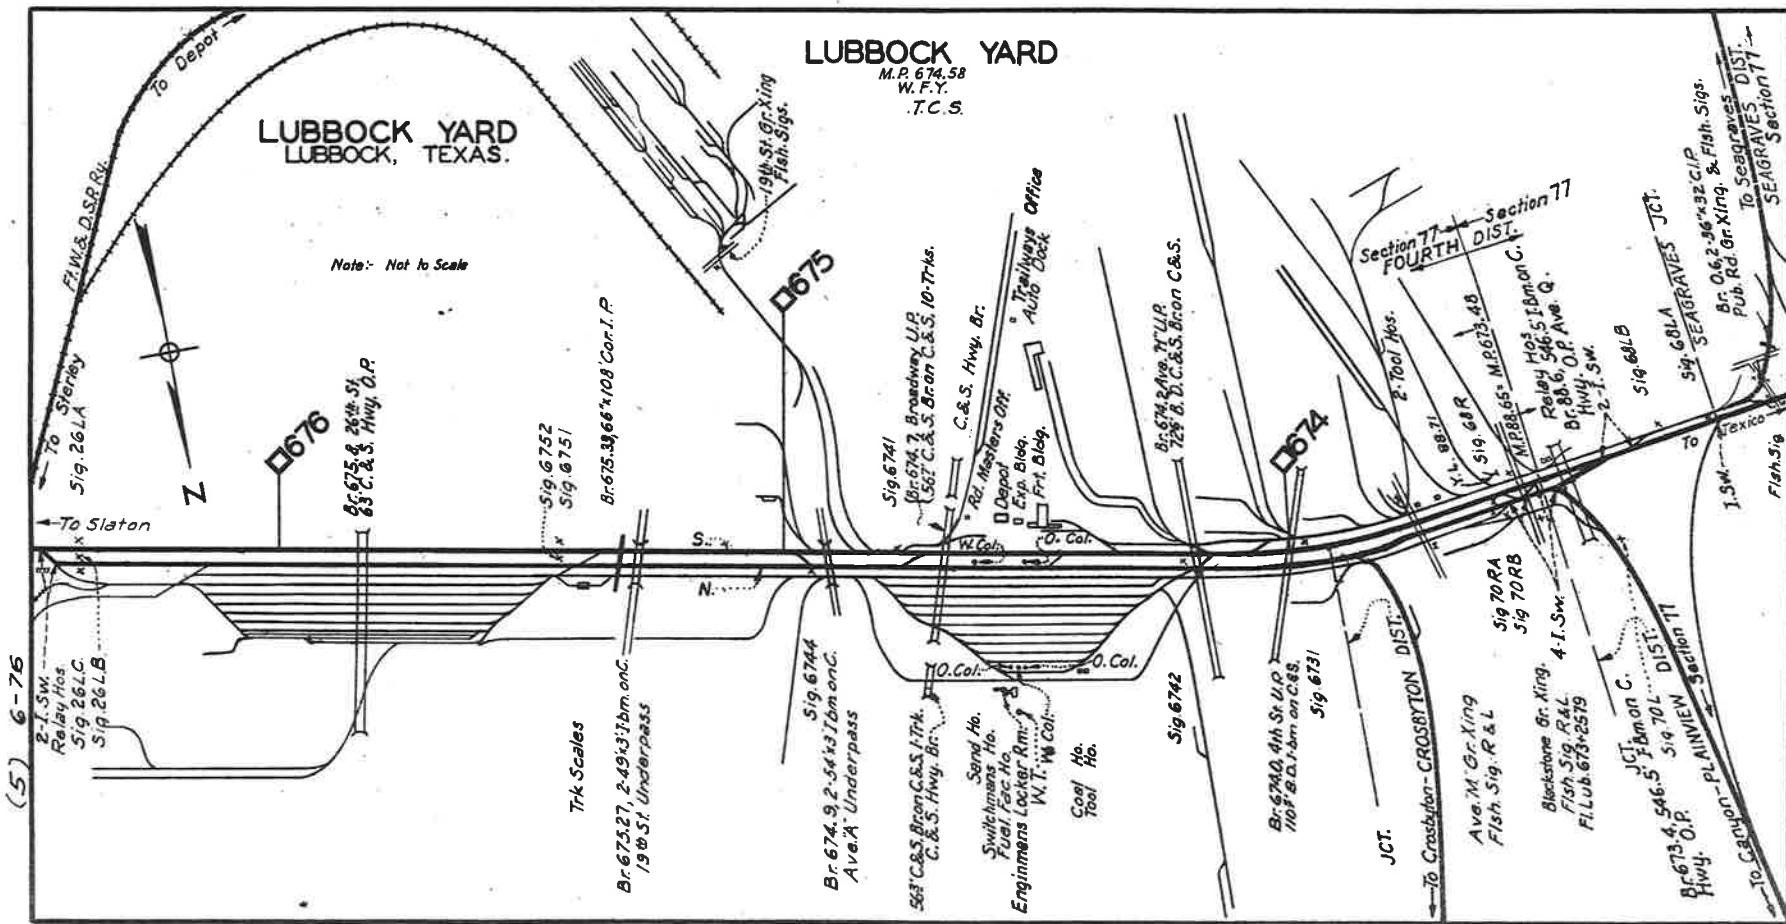 LUBBOCK YARD
M.P. 674.58
W.F.Y.
T.C.S.
LUBBOCK YARD
LUBBOCK, TEXAS.
Note:- Not to Scale
To Depot
Ft.W.& D.S.P. Ry.
To Sterley
Sig. 26LA
To Slaton
N
676
675
674
19th St. Gr. Xing
Flsh. Sigs.
Br. 675.8, 26th St.
63' C. & S. Hwy. O.P.
Sig. 6752
Sig. 6751
Br. 675.39, 66"x108' Cor. I. P.
S.
N.
Sig. 6741
Br. 674.7, Broadway U.P.
56' C.&S. Br. on C.&S. 10-Trks.
C.&S. Hwy. Br.
Rd. Masters Off.
Depot
Exp. Bldg.
Frt. Bldg.
Trailways Office
Auto Dock
W. Col.
O. Col.
Br. 674.2, Ave. "H" U.P.
B.D. C.&S. Br. on C&S.
2-Tool Hos.
Section 77
Section 77
FOURTH DIST.
Y.L. 88.71
Sig. 68R
M.P. 88.65 = M.P. 673.48
Relay Hos.
Br. 88.6, 546.5' I Bm. on C.
Hwy. O.P. Ave. Q.
2-I. Sw.
Sig. 68LB
Sig. 68LA
SEAGRAVES JCT.
Br. 0.6, 2-36"x32' C.I.P.
Pub. Rd. Gr. Xing. & Flsh. Sigs.
To Seagraves
SEAGRAVES DIST.
Section 77
To Texico
I. Sw.
Flsh. Sig.
(5) 6-76
2-I. Sw.
Relay Hos.
Sig. 26LC
Sig. 26LB
Trk Scales
Br. 675.27, 2-49'x3' I-bm. on C.
19th St. Underpass
Sig. 6744
Br. 674.9, 2-54'x3' I bm. on C.
Ave. "A" Underpass
O. Col.
O. Col.
C.&S. Br. on C.&S. 1-Trk.
C.&S. Hwy. Br.
Sand Ho.
Switchmans Ho.
Fuel. Fac. Ho.
Enginmens Locker Rm.
W.T.
W. Col.
Coal Ho.
Tool Ho.
Sig. 6742
Br. 674.0, 4th St. U.P.
B.D. I-bm on C&S.
Sig. 6731
JCT.
To Crosbyton-CROSBYTON DIST.
Sig 70RA
Sig 70RB
4-I. Sw.
Ave. "M" Gr. Xing
Flsh. Sig. R&L
Blackstone Gr. Xing.
Flsh. Sig. R&L
Fl. Lub. 673+2579
JCT.
Br. 673.4, 546.5' I Bm. on C.
Hwy. O.P.
Sig. 70L
To Canyon-PLAINVIEW DIST.
Section 77